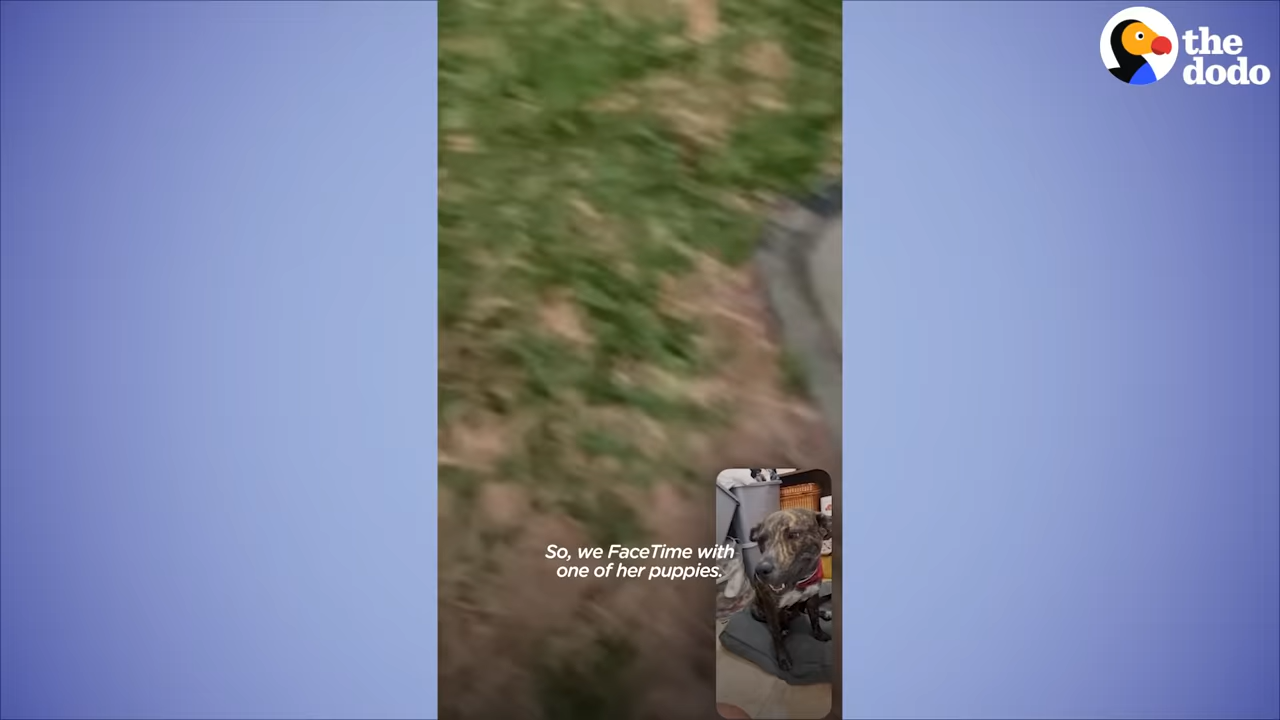 the
dodo
So, we FaceTime with
one of her puppies.